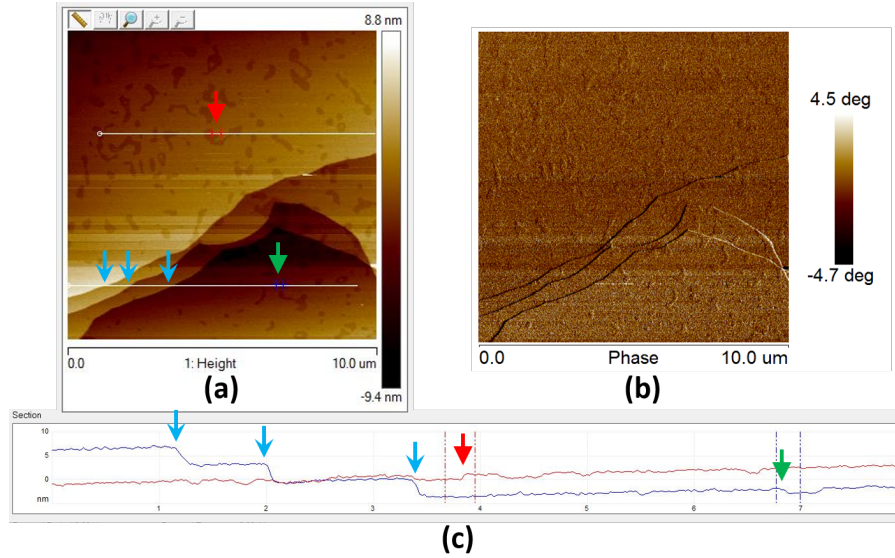 8.8 nm
0.0 1: Height 10.0 um
-9.4 nm
(a)
4.5 deg
-4.7 deg
0.0 Phase 10.0 um
(b)
Section
10
5
0
nm
1 2 3 4 5 6 7
(c)